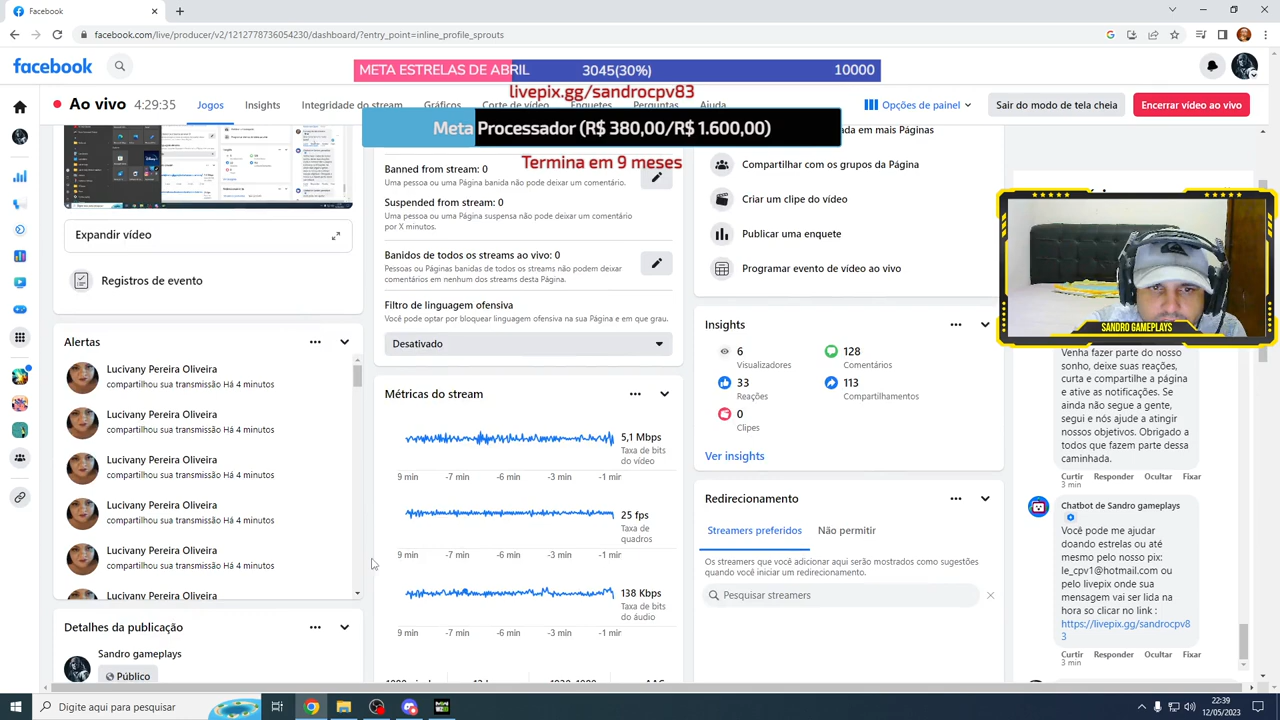 Facebook
facebook.com/live/producer/v2/1212778736054230/dashboard/?entry_point=inline_profile_sprouts
facebook
META ESTRELAS DE ABRIL
3045(30%)
10000
livepix.gg/sandrocpv83
Ao vivo
4:29:35
Jogos
Insights
Integridade do stream
Gráficos
Corte de vídeo
Enquetes
Perguntas
Ajuda
Opções de painel
Sair do modo de tela cheia
Encerrar vídeo ao vivo
Meta Processador (R$ 380,00/R$ 1.600,00)
Termina em 9 meses
Expandir vídeo
Registros de evento
Alertas
Lucivany Pereira Oliveira
compartilhou sua transmissão Há 4 minutos
Lucivany Pereira Oliveira
compartilhou sua transmissão Há 4 minutos
Lucivany Pereira Oliveira
compartilhou sua transmissão Há 4 minutos
Lucivany Pereira Oliveira
compartilhou sua transmissão Há 4 minutos
Lucivany Pereira Oliveira
compartilhou sua transmissão Há 4 minutos
Lucivany Pereira Oliveira
Detalhes da publicação
Sandro gameplays
Público
Banned from stream: 0
Uma pessoa ou uma Página banida não pode deixar um comentário.
Suspended from stream: 0
Uma pessoa ou uma Página suspensa não pode deixar um comentário
por X minutos.
Banidos de todos os streams ao vivo: 0
Pessoas ou Páginas banidas de todos os streams não podem deixar
comentários em nenhum dos streams desta Página.
Filtro de linguagem ofensiva
Você pode optar por bloquear linguagem ofensiva na sua Página e em que grau.
Desativado
Métricas do stream
5,1 Mbps
Taxa de bits
do vídeo
9 min
-7 min
-6 min
-3 min
-1 mir
25 fps
Taxa de
quadros
9 min
-7 min
-6 min
-3 min
-1 mir
138 Kbps
Taxa de bits
do áudio
9 min
-7 min
-6 min
-3 min
-1 mir
em mais Páginas
Compartilhar com os grupos da Página
Criar um clipe do vídeo
Publicar uma enquete
Programar evento de vídeo ao vivo
Insights
6
Visualizadores
128
Comentários
33
Reações
113
Compartilhamentos
0
Clipes
Ver insights
Redirecionamento
Streamers preferidos
Não permitir
Os streamers que você adicionar aqui serão mostrados como sugestões
quando você iniciar um redirecionamento.
Pesquisar streamers
SANDRO GAMEPLAYS
Venha fazer parte do nosso
sonho, deixe suas reações,
curta e compartilhe a página
e ative as notificações. Se
ainda não segue a gente,
segui e nós ajude a atingir
nossos objetivos. Obrigado a
todos que fazem parte dessa
caminhada.
Curtir
Responder
Ocultar
Fixar
3 min
Chatbot de Sandro gameplays
Você pode me ajudar
doando estrelas ou até
mesmo pelo nosso pix:
le_cpv1@hotmail.com ou
pelo livepix onde sua
mensagem vai ser lida na
hora so clicar no link :
https://livepix.gg/sandrocpv8
3
Curtir
Responder
Ocultar
Fixar
3 min
Digite aqui para pesquisar
22:39
12/05/2023